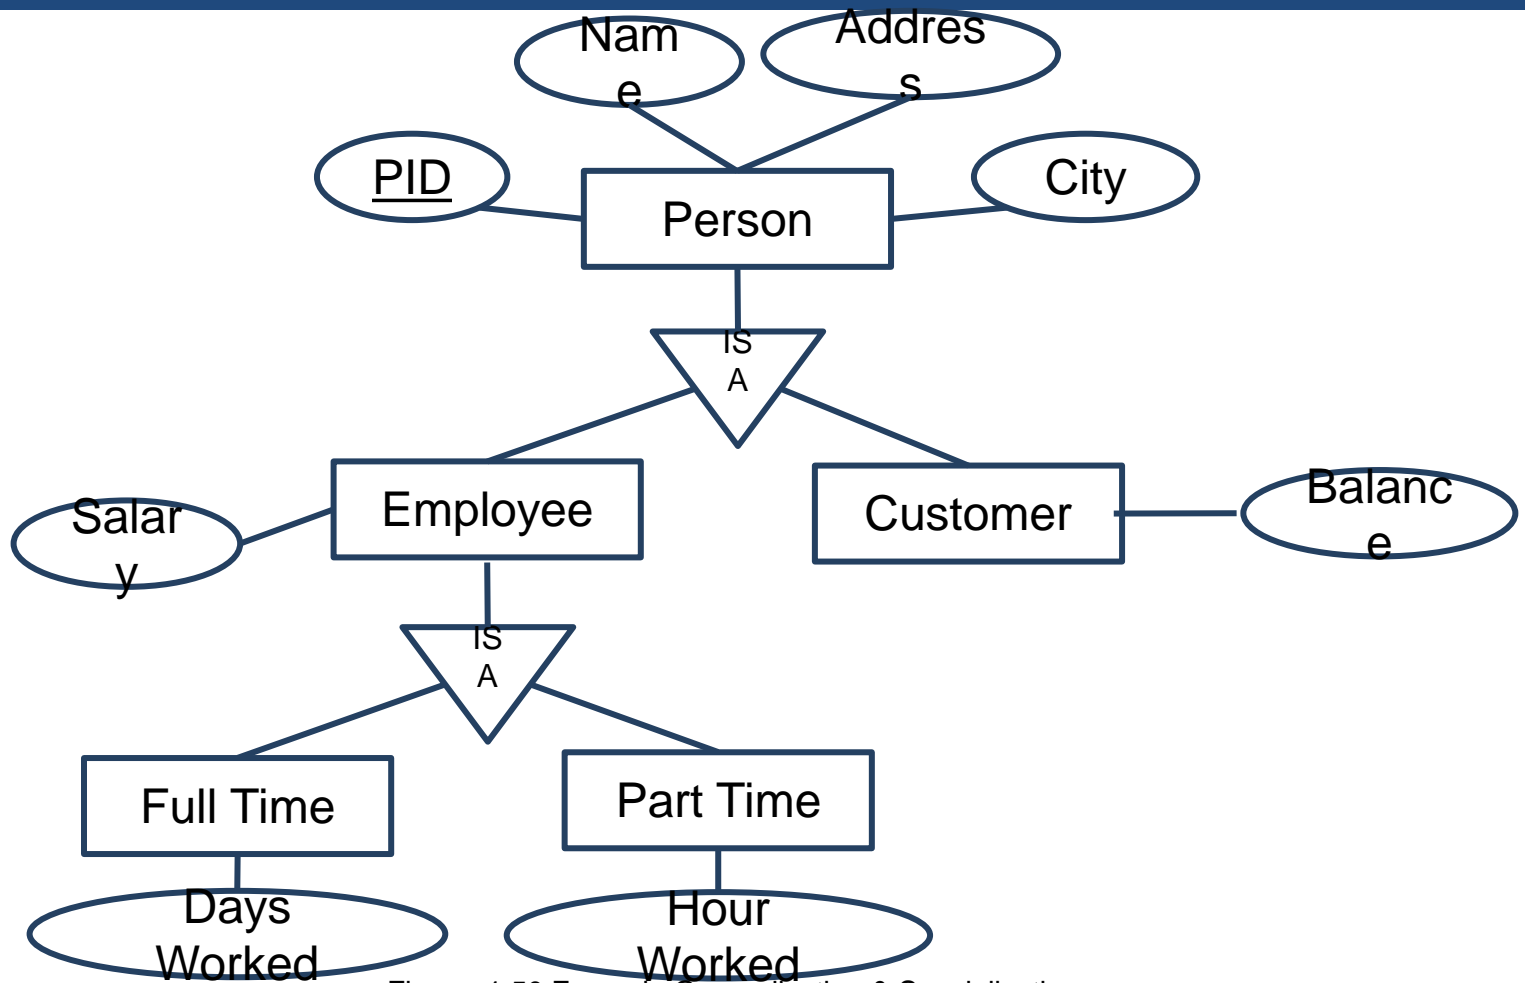 Nam
e
Addres
s
PID
City
Person
IS
A
Employee
Customer
Salar
y
Balanc
e
IS
A
Full Time
Part Time
Days
Worked
Hour
Worked